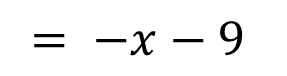 = −x − 9